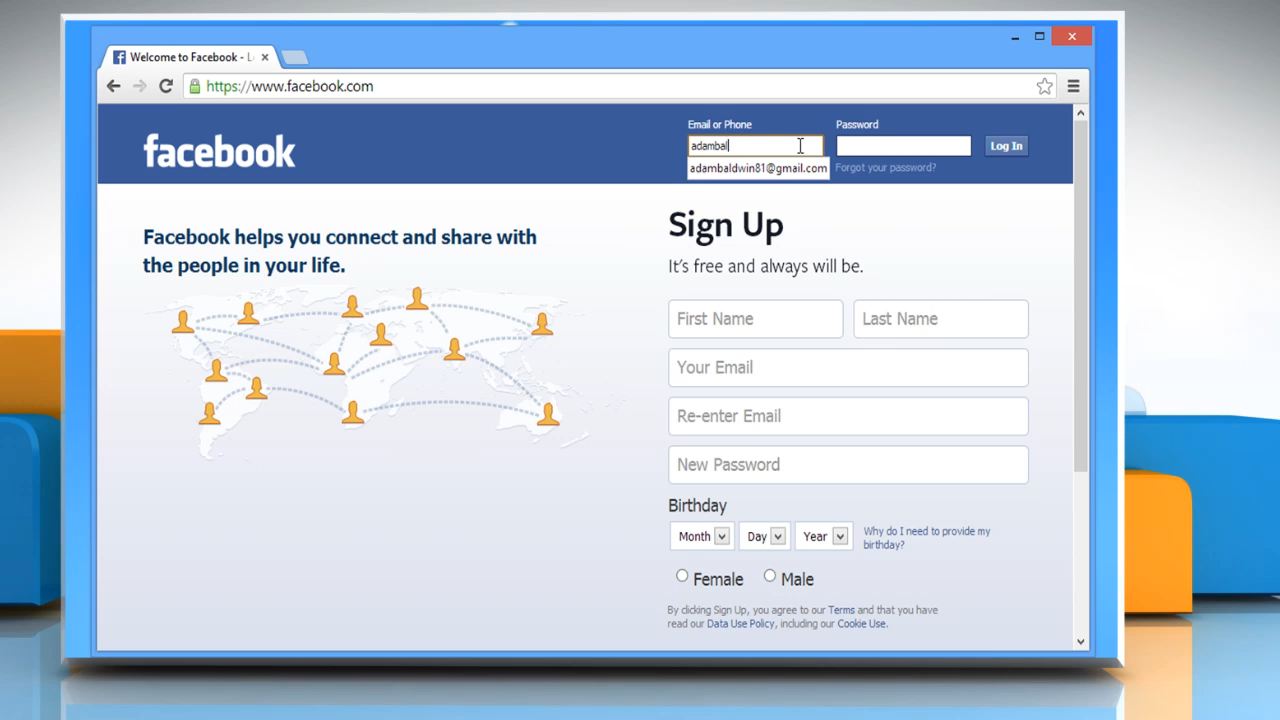 Welcome to Facebook - L
https://www.facebook.com
facebook
Email or Phone
Password
adambal
Log In
adambaldwin81@gmail.com
Forgot your password?
Facebook helps you connect and share with
the people in your life.
Sign Up
It's free and always will be.
First Name
Last Name
Your Email
Re-enter Email
New Password
Birthday
Month
Day
Year
Why do I need to provide my
birthday?
Female
Male
By clicking Sign Up, you agree to our Terms and that you have
read our Data Use Policy, including our Cookie Use.